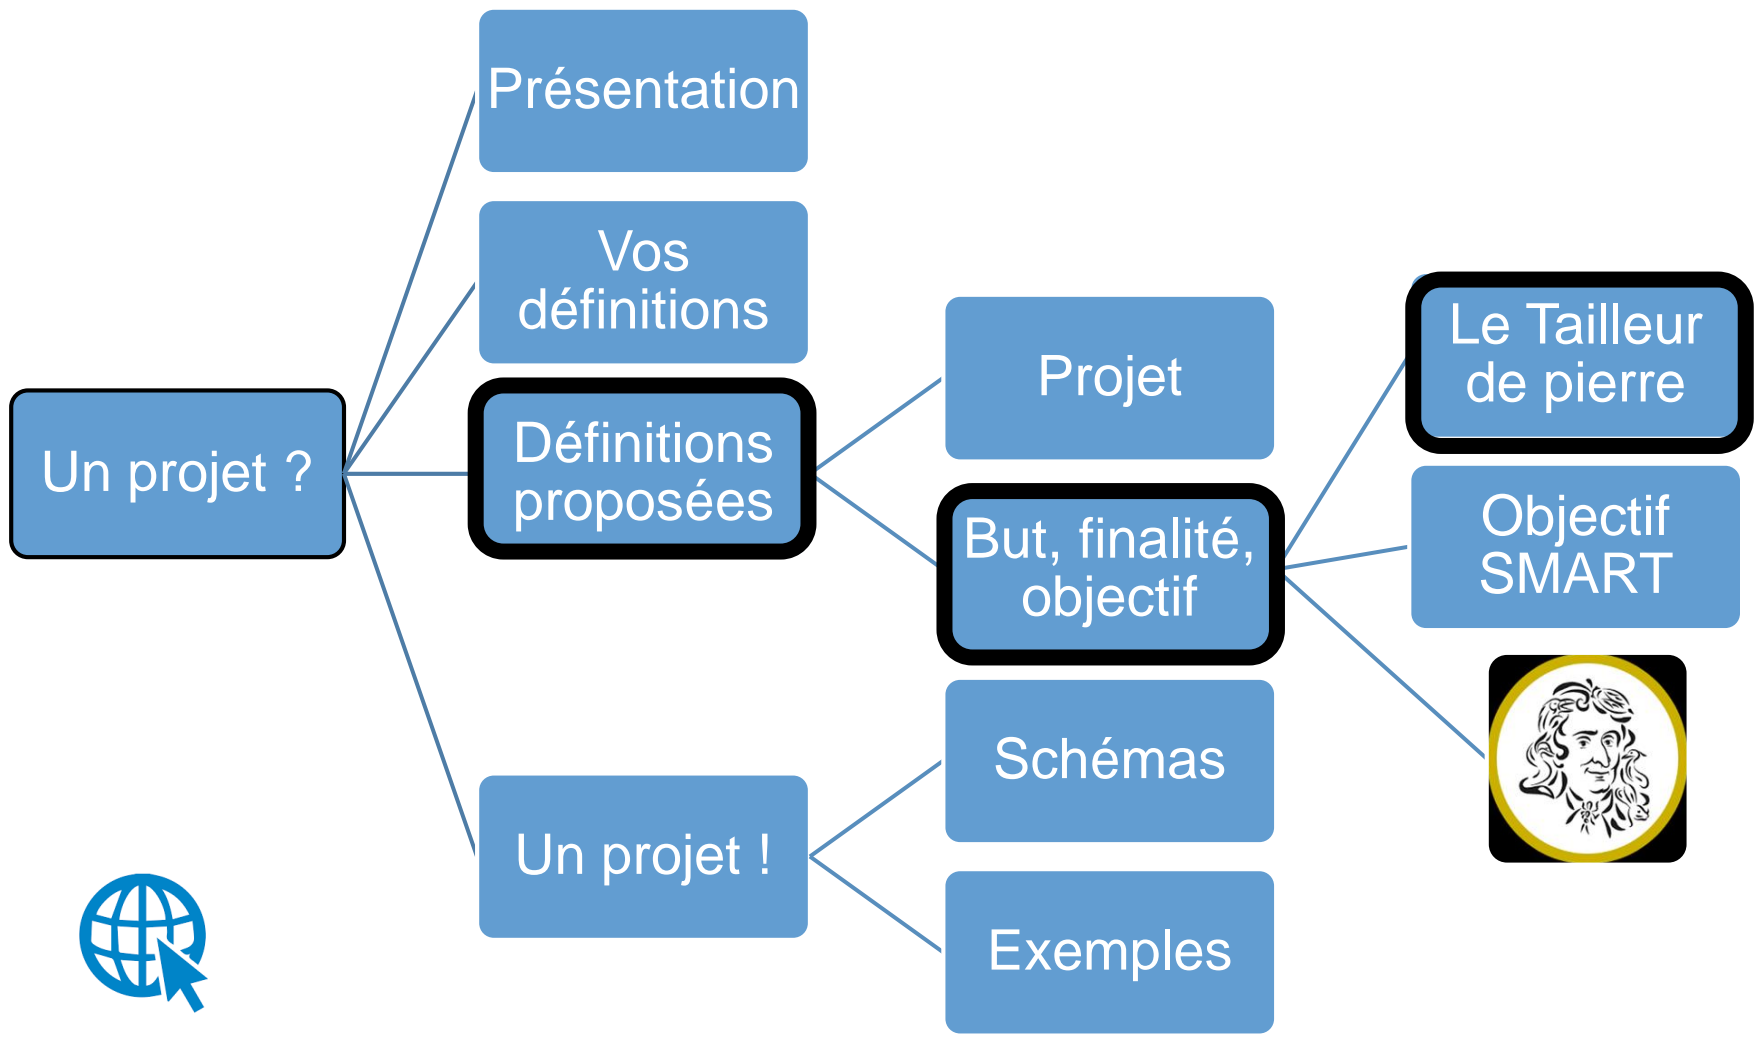 Présentation
Vos
définitions
Un projet ?
Définitions
proposées
Projet
But, finalité,
objectif
Le Tailleur
de pierre
Objectif
SMART
Un projet !
Schémas
Exemples